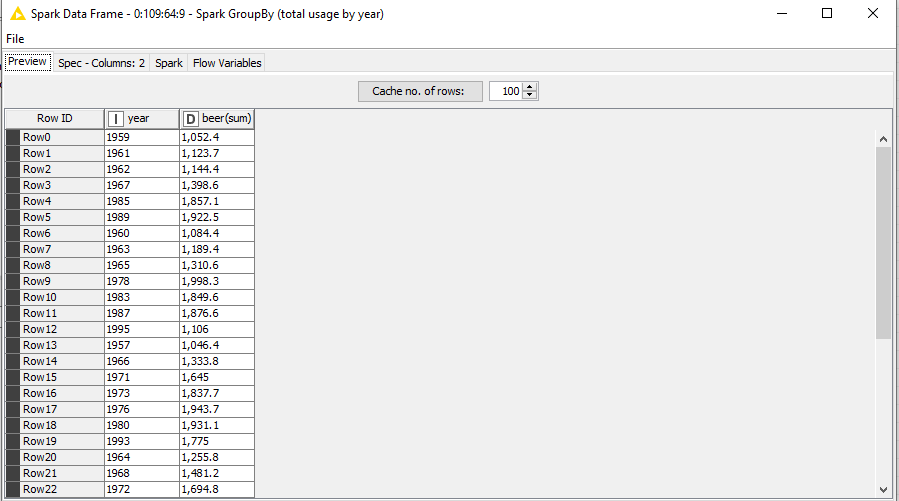 Spark Data Frame - 0:109:64:9 - Spark GroupBy (total usage by year)
File
Preview Spec - Columns: 2 Spark Flow Variables
Cache no. of rows: 100
Row ID I year D beer(sum)
Row0 1959 1,052.4
Row1 1961 1,123.7
Row2 1962 1,144.4
Row3 1967 1,398.6
Row4 1985 1,857.1
Row5 1989 1,922.5
Row6 1960 1,084.4
Row7 1963 1,189.4
Row8 1965 1,310.6
Row9 1978 1,998.3
Row10 1983 1,849.6
Row11 1987 1,876.6
Row12 1995 1,106
Row13 1957 1,046.4
Row14 1966 1,333.8
Row15 1971 1,645
Row16 1973 1,837.7
Row17 1976 1,943.7
Row18 1980 1,931.1
Row19 1993 1,775
Row20 1964 1,255.8
Row21 1968 1,481.2
Row22 1972 1,694.8